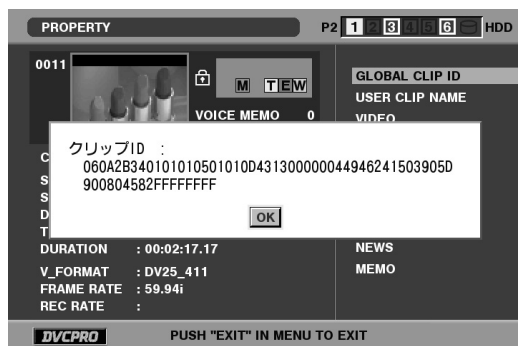 PROPERTY
P2 1 2 3 4 5 6 HDD
0011
M T E W
VOICE MEMO 0
GLOBAL CLIP ID
USER CLIP NAME
VIDEO
クリップID :
060A2B340101010501010D43130000004494624150 3905D
900804582FFFFFFFF
OK
DURATION : 00:02:17.17
V_FORMAT : DV25_411
FRAME RATE : 59.94i
REC RATE :
NEWS
MEMO
DVCPRO
PUSH "EXIT" IN MENU TO EXIT